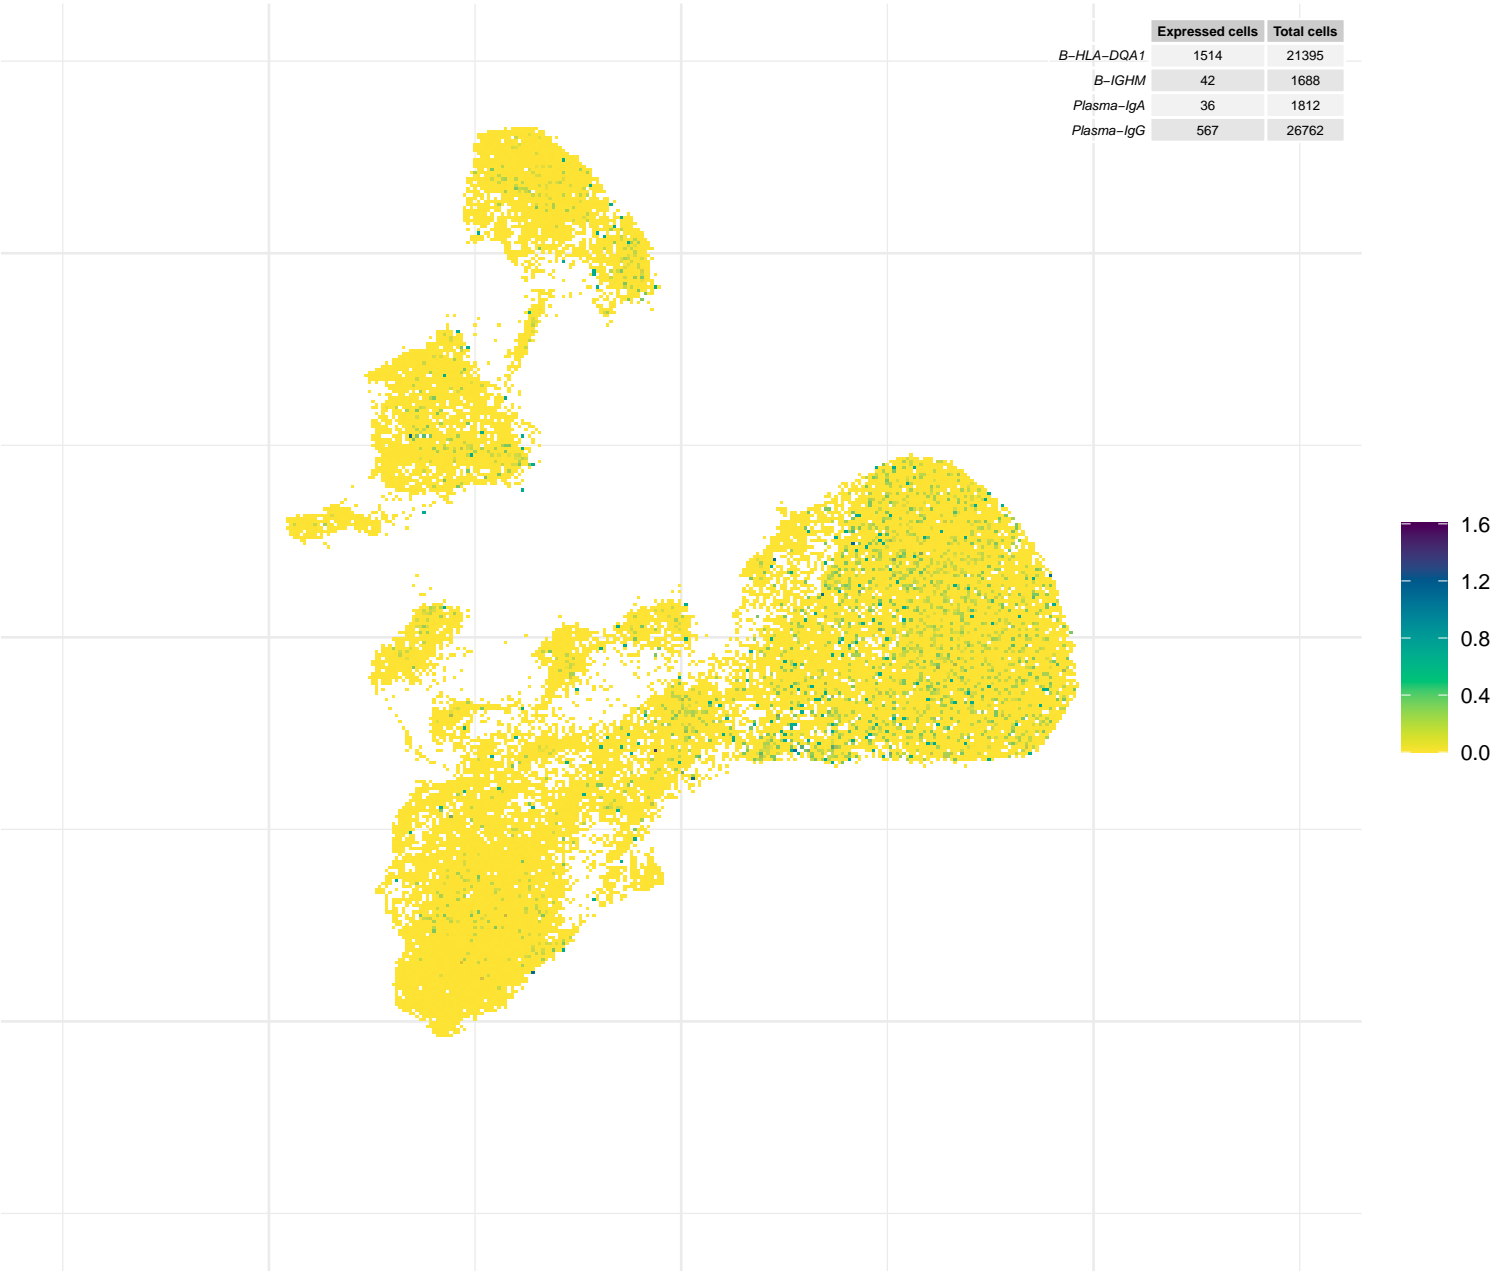 Expressed cells Total cells
B−HLA−DQA1 1514 21395
B−IGHM 42 1688
Plasma−IgA 36 1812
Plasma−IgG 567 26762
1.6
1.2
0.8
0.4
0.0